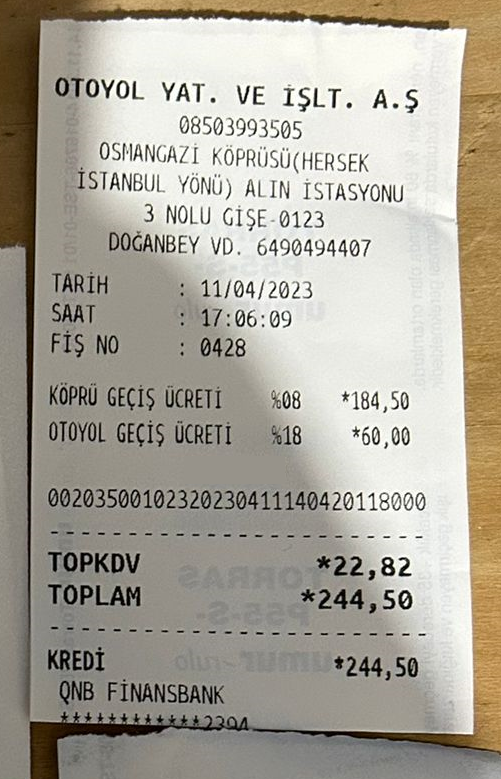 OTOYOL YAT. VE İŞLT. A.Ş
08503993505
OSMANGAZİ KÖPRÜSÜ(HERSEK
İSTANBUL YÖNÜ) ALIN İSTASYONU
3 NOLU GİŞE-0123
DOĞANBEY VD. 6490494407
TARİH : 11/04/2023
SAAT : 17:06:09
FİŞ NO : 0428
KÖPRÜ GEÇİŞ ÜCRETİ %08 *184,50
OTOYOL GEÇİŞ ÜCRETİ %18 *60,00
00203500102320230411140420118000
TOPKDV *22,82
TOPLAM *244,50
KREDİ *244,50
QNB FİNANSBANK
************2394